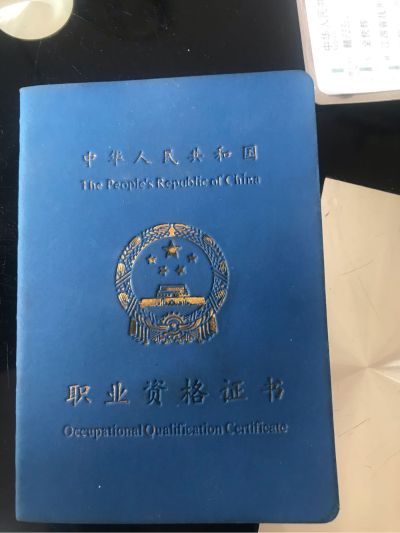 中华人民共和国
The People's Republic of China
职业资格证书
Occupational Qualification Certificate